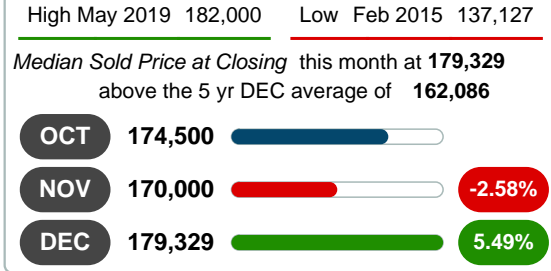 High May 2019 182,000 Low Feb 2015 137,127
Median Sold Price at Closing this month at 179,329
above the 5 yr DEC average of 162,086
OCT 174,500
NOV 170,000 -2.58%
DEC 179,329 5.49%